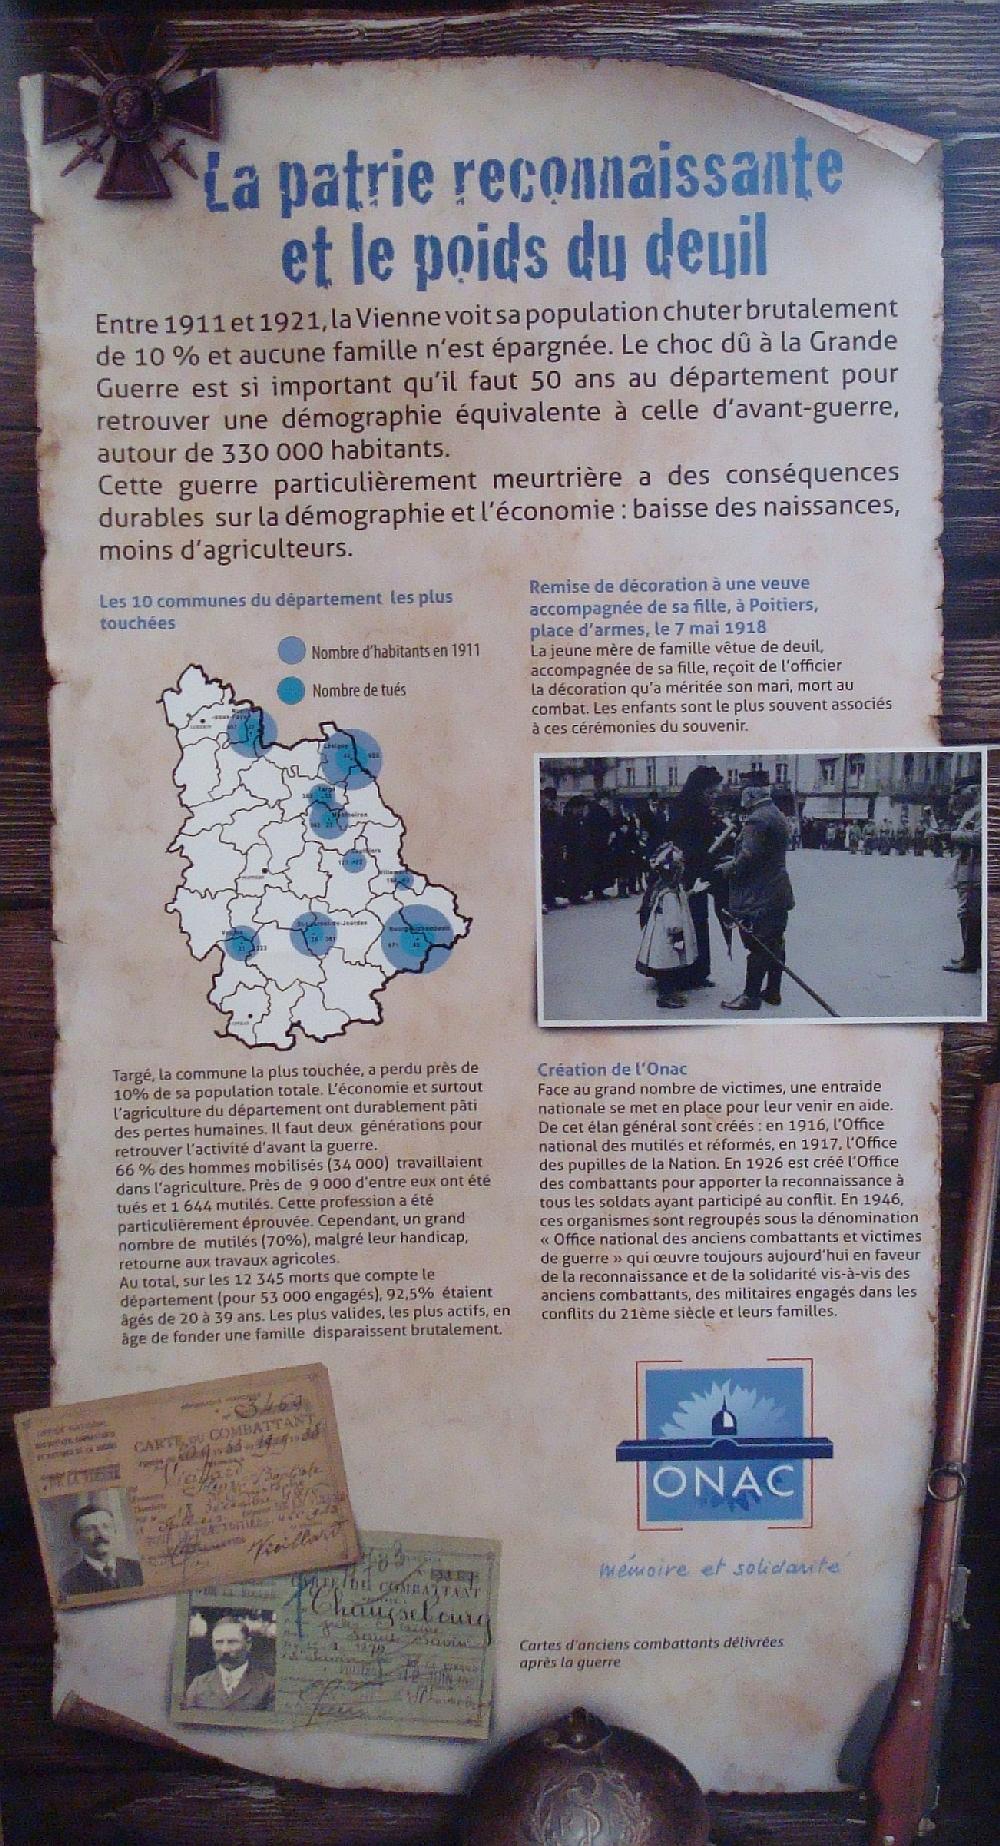 La patrie reconnaissante
et le poids du deuil
Entre 1911 et 1921, la Vienne voit sa population chuter brutalement
de 10 % et aucune famille n'est épargnée. Le choc dû à la Grande
Guerre est si important qu'il faut 50 ans au département pour
retrouver une démographie équivalente à celle d'avant-guerre,
autour de 330 000 habitants.
Cette guerre particulièrement meurtrière a des conséquences
durables sur la démographie et l'économie : baisse des naissances,
moins d'agriculteurs.
Les 10 communes du département les plus
touchées
Nombre d'habitants en 1911
Nombre de tués
Targé, la commune la plus touchée, a perdu près de
10% de sa population totale. L'économie et surtout
l'agriculture du département ont durablement pâti
des pertes humaines. Il faut deux générations pour
retrouver l'activité d'avant la guerre.
66 % des hommes mobilisés (34 000) travaillaient
dans l'agriculture. Près de 9 000 d'entre eux ont été
tués et 1 644 mutilés. Cette profession a été
particulièrement éprouvée. Cependant, un grand
nombre de mutilés (70%), malgré leur handicap,
retourne aux travaux agricoles.
Au total, sur les 12 345 morts que compte le
département (pour 53 000 engagés), 92,5% étaient
âgés de 20 à 39 ans. Les plus valides, les plus actifs, en
âge de fonder une famille disparaissent brutalement.
Remise de décoration à une veuve
accompagnée de sa fille, à Poitiers,
place d'armes, le 7 mai 1918
La jeune mère de famille vêtue de deuil,
accompagnée de sa fille, reçoit de l'officier
la décoration qu'a méritée son mari, mort au
combat. Les enfants sont le plus souvent associés
à ces cérémonies du souvenir.
Création de l'Onac
Face au grand nombre de victimes, une entraide
nationale se met en place pour leur venir en aide.
De cet élan général sont créés : en 1916, l'Office
national des mutilés et réformés, en 1917, l'Office
des pupilles de la Nation. En 1926 est créé l'Office
des combattants pour apporter la reconnaissance à
tous les soldats ayant participé au conflit. En 1946,
ces organismes sont regroupés sous la dénomination
« Office national des anciens combattants et victimes
de guerre » qui œuvre toujours aujourd'hui en faveur
de la reconnaissance et de la solidarité vis-à-vis des
anciens combattants, des militaires engagés dans les
conflits du 21ème siècle et leurs familles.
CARTE DU COMBATTANT
Vieillard
COMBATTANT
Chaussebourg
ONAC
mémoire et solidarité
Cartes d'anciens combattants délivrées
après la guerre